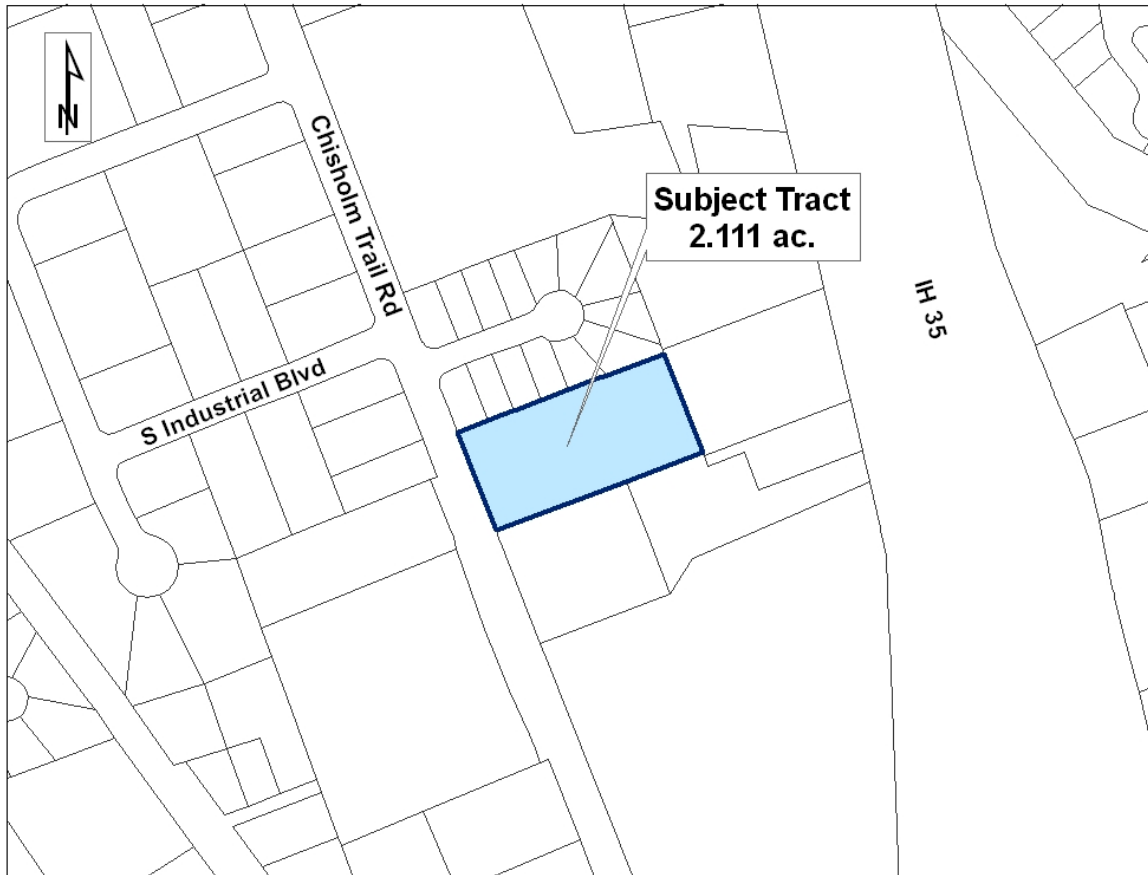 N
Chisholm Trail Rd
Subject Tract
2.111 ac.
IH 35
S Industrial Blvd